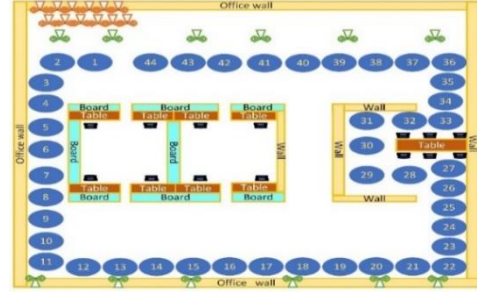 Office wall
2 1 44 43 42 41 40 39 38 37 36
3 35
4 34
Board Board Board Wall
Table Table Table Table
31 32 33
5
Office wall
6 Board Board Wall Wall 30 Table Wall
7 29 28 27
Table Table Table Table
8 26
Board Board Board Wall
9 25
10 24
23
11 12 13 14 15 16 17 18 19 20 21 22
Office wall